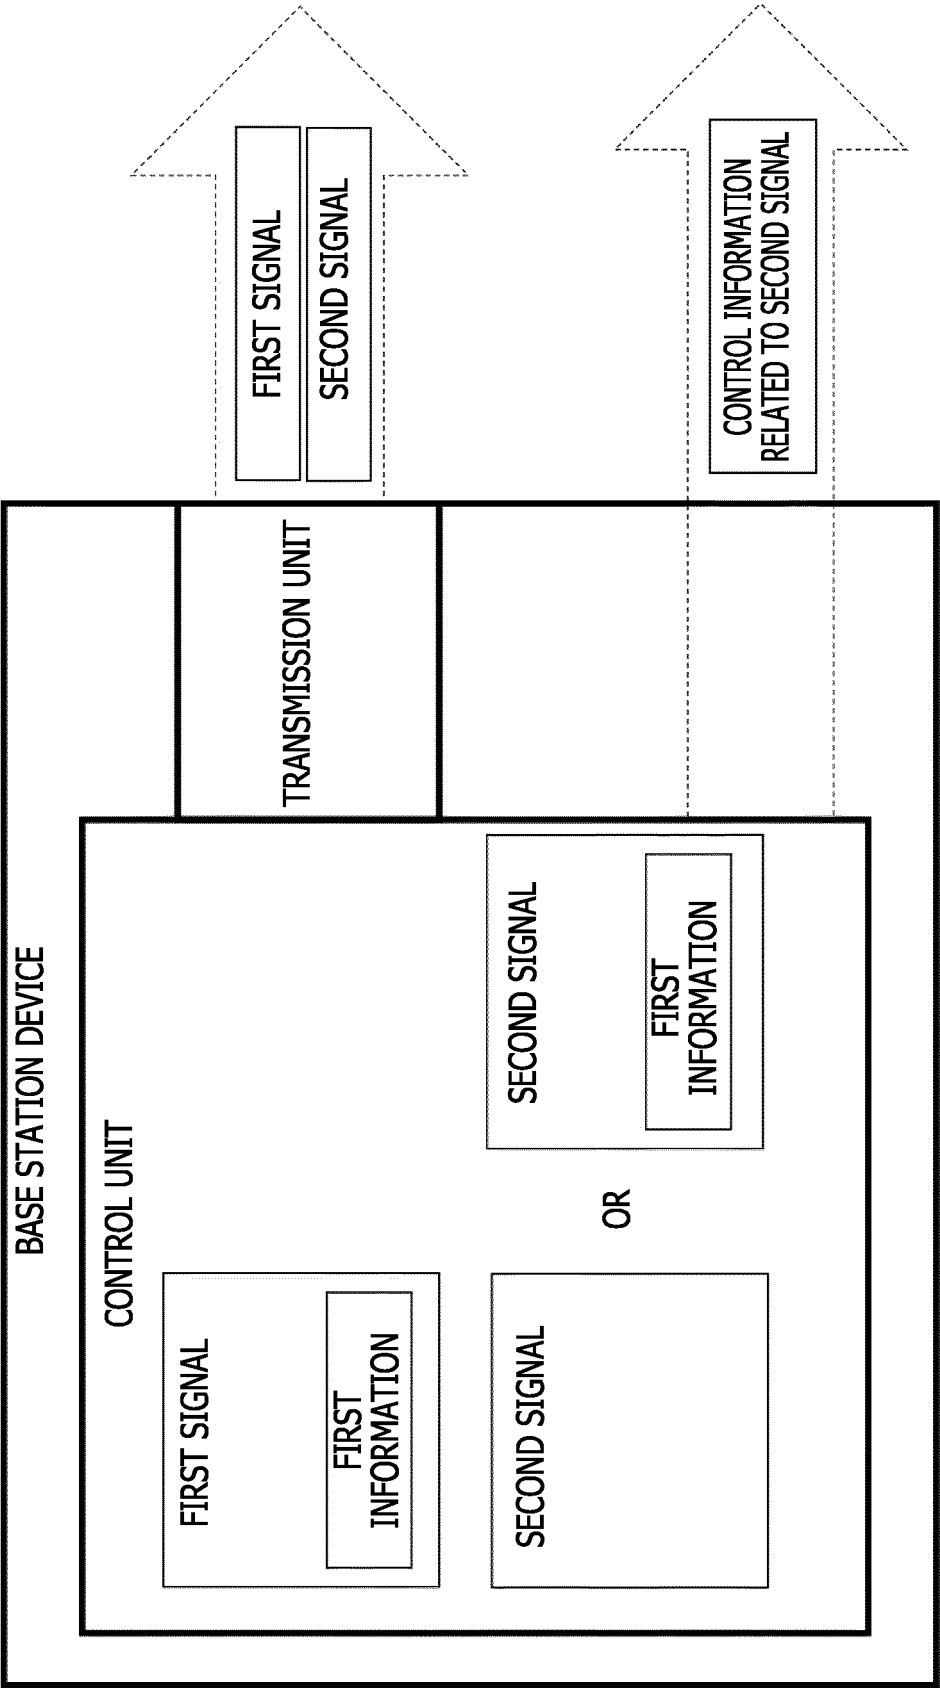 BASE STATION DEVICE
CONTROL UNIT
FIRST SIGNAL
FIRST
INFORMATION
SECOND SIGNAL
OR
SECOND SIGNAL
FIRST
INFORMATION
TRANSMISSION UNIT
FIRST SIGNAL
SECOND SIGNAL
CONTROL INFORMATION
RELATED TO SECOND SIGNAL